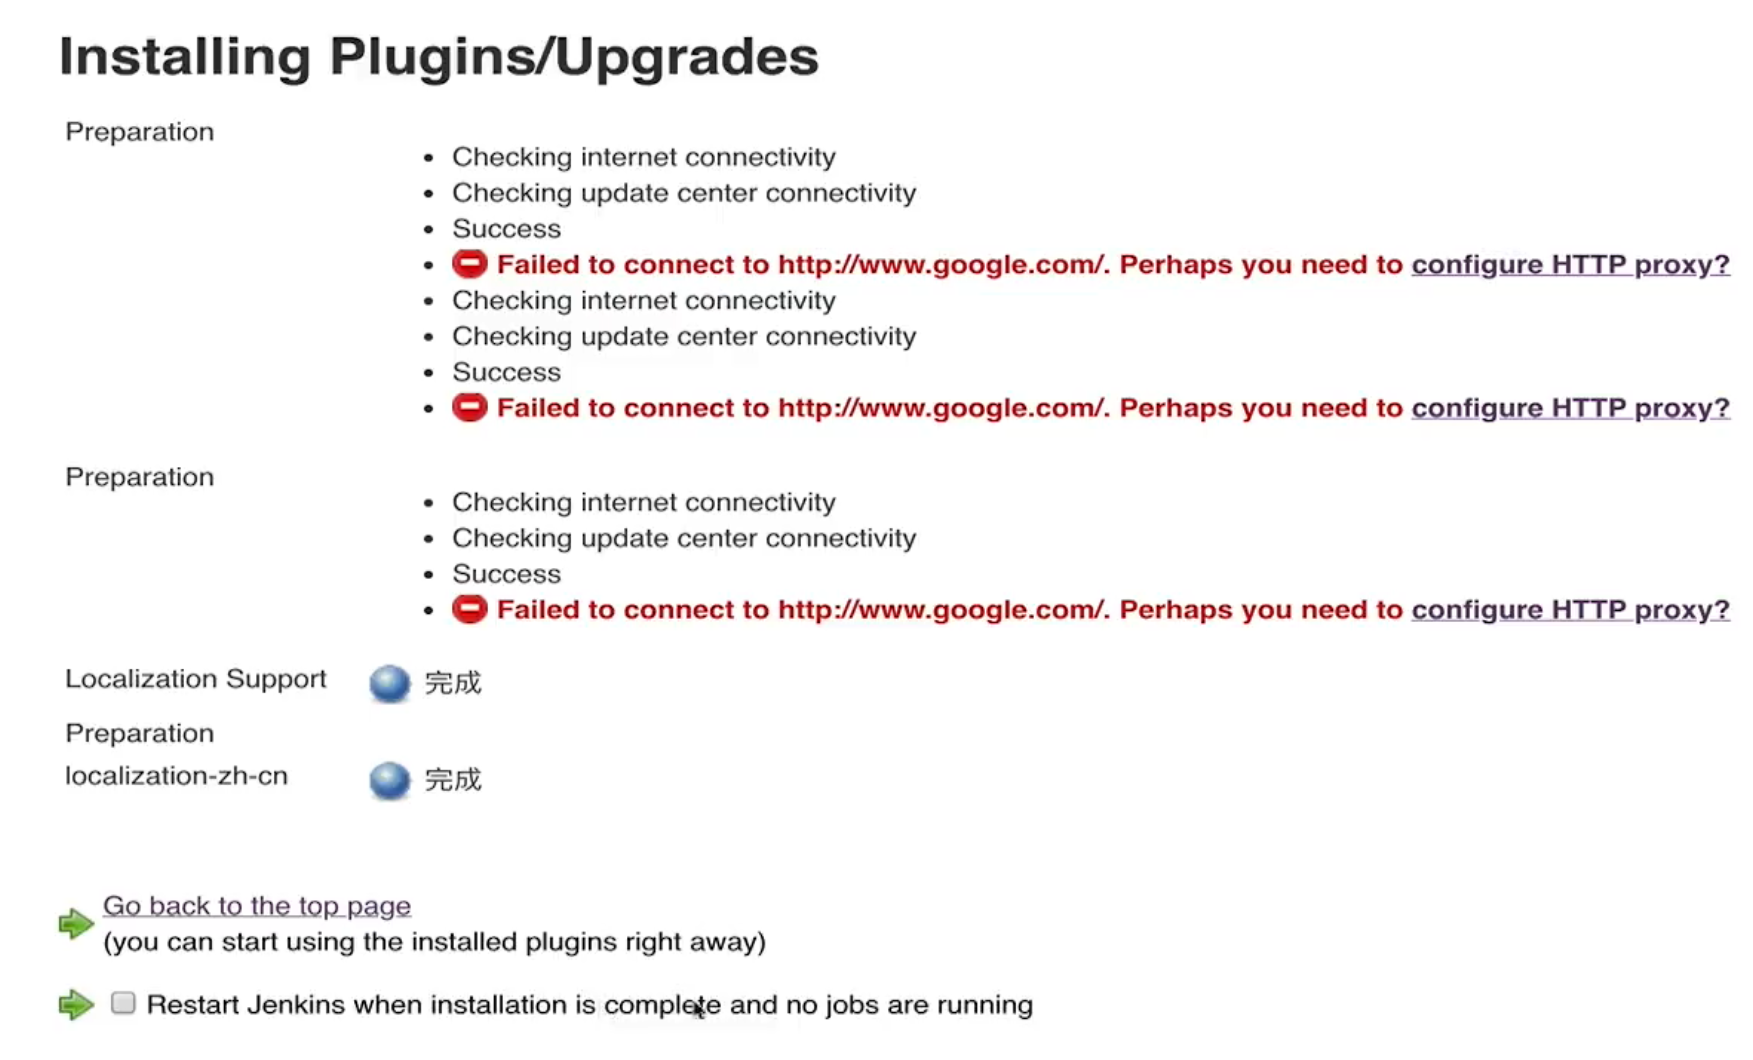 Installing Plugins/Upgrades
Preparation
Checking internet connectivity
Checking update center connectivity
Success
Failed to connect to http://www.google.com/. Perhaps you need to configure HTTP proxy?
Checking internet connectivity
Checking update center connectivity
Success
Failed to connect to http://www.google.com/. Perhaps you need to configure HTTP proxy?
Preparation
Checking internet connectivity
Checking update center connectivity
Success
Failed to connect to http://www.google.com/. Perhaps you need to configure HTTP proxy?
Localization Support 完成
Preparation
localization-zh-cn 完成
Go back to the top page
(you can start using the installed plugins right away)
Restart Jenkins when installation is complete and no jobs are running